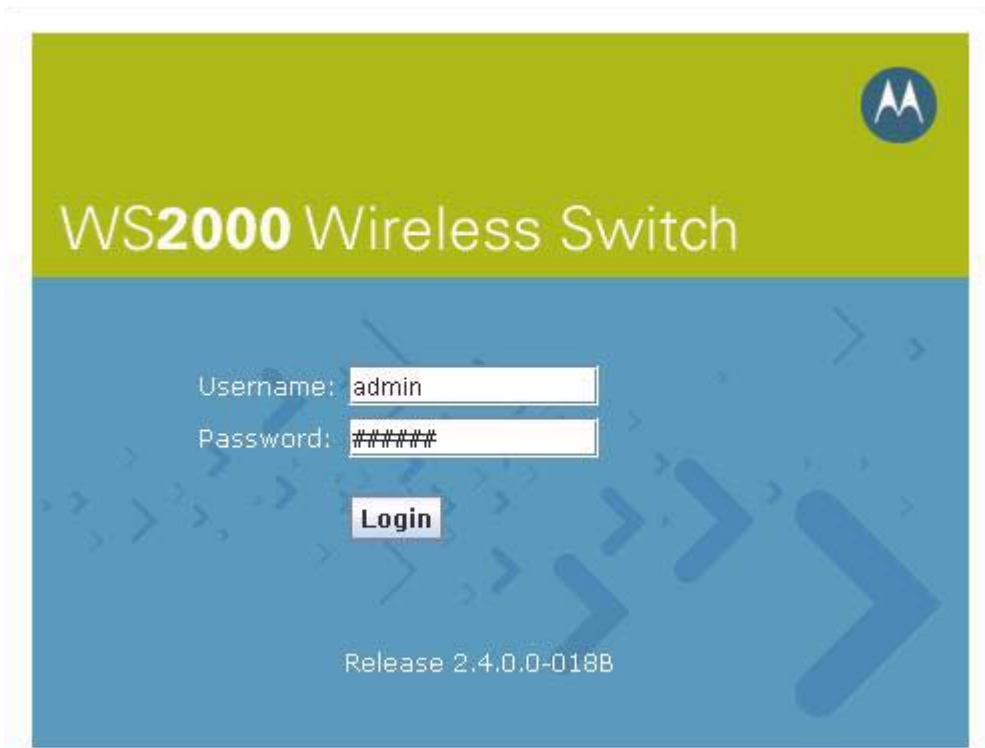 WS2000 Wireless Switch
Username: admin
Password: ######
Login
Release 2.4.0.0-018B